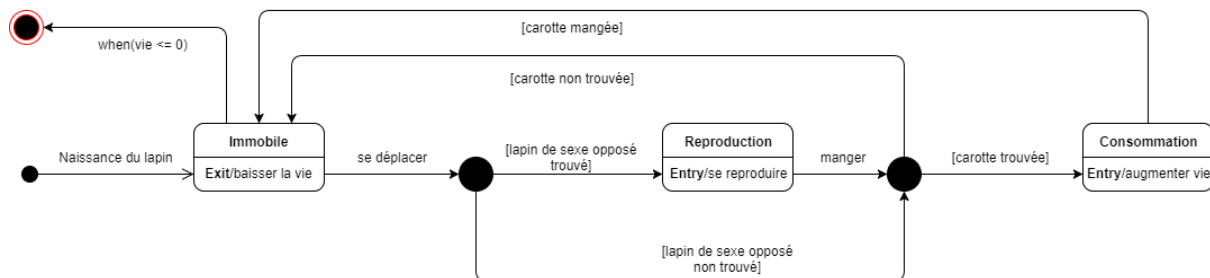 [carotte mangée]
when(vie <= 0)
[carotte non trouvée]
Naissance du lapin
Immobile
Exit/baisser la vie
se déplacer
[lapin de sexe opposé
trouvé]
Reproduction
Entry/se reproduire
manger
[carotte trouvée]
Consommation
Entry/augmenter vie
[lapin de sexe opposé
non trouvé]